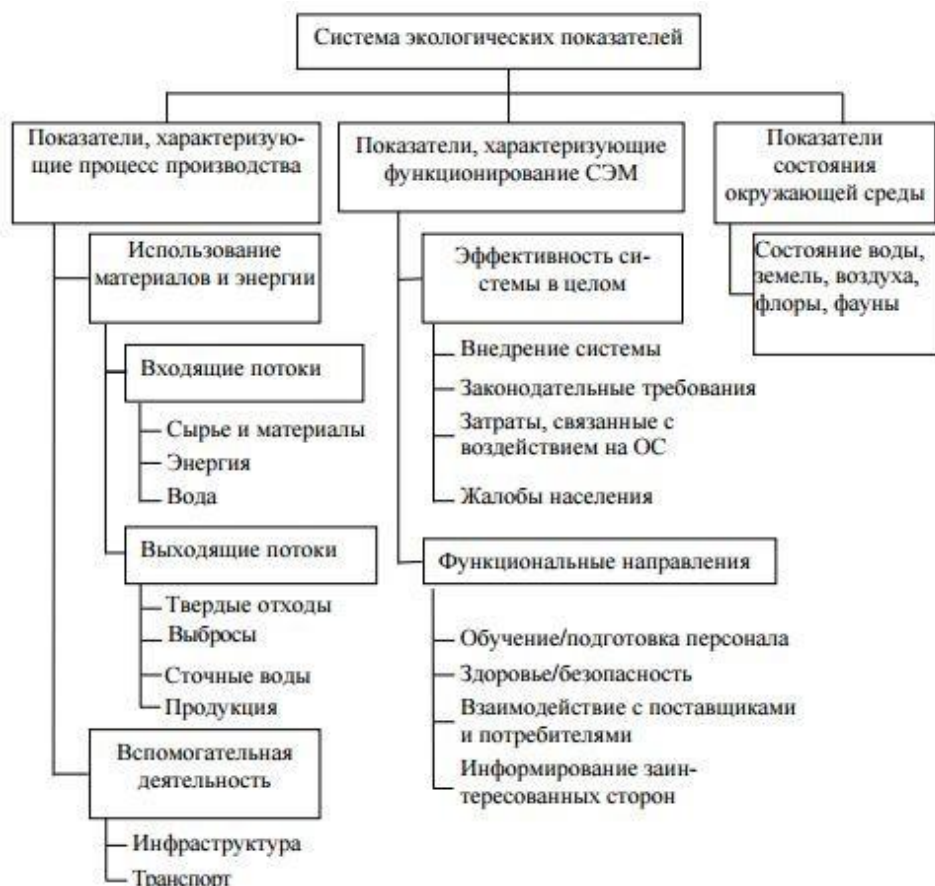 Система экологических показателей
Показатели, характеризую-
щие процесс производства
Использование
материалов и энергии
Входящие потоки
Сырье и материалы
Энергия
Вода
Выходящие потоки
Твердые отходы
Выбросы
Сточные воды
Продукция
Вспомогательная
деятельность
Инфраструктура
Транспорт
Показатели, характеризующие
функционирование СЭМ
Эффективность си-
стемы в целом
Внедрение системы
Законодательные требования
Затраты, связанные с
воздействием на ОС
Жалобы населения
Функциональные направления
Обучение/подготовка персонала
Здоровье/безопасность
Взаимодействие с поставщиками
и потребителями
Информирование заин-
тересованных сторон
Показатели
состояния
окружающей среды
Состояние воды,
земель, воздуха,
флоры, фауны